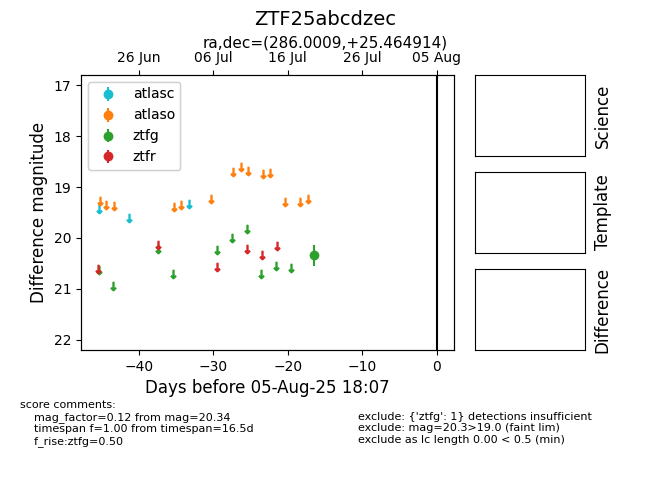 ZTF25abcdzec
ra,dec=(286.0009,+25.464914)
26 Jun 06 Jul 16 Jul 26 Jul 05 Aug
17
18
19
20
21
22
Difference magnitude
atlasc
atlaso
ztfg
ztfr
−40 −30 −20 −10 0
Days before 05-Aug-25 18:07
Science
Template
Difference
score comments:
mag_factor=0.12 from mag=20.34
timespan f=1.00 from timespan=16.5d
f_rise:ztfg=0.50
exclude: {'ztfg': 1} detections insufficient
exclude: mag=20.3>19.0 (faint lim)
exclude as lc length 0.00 < 0.5 (min)